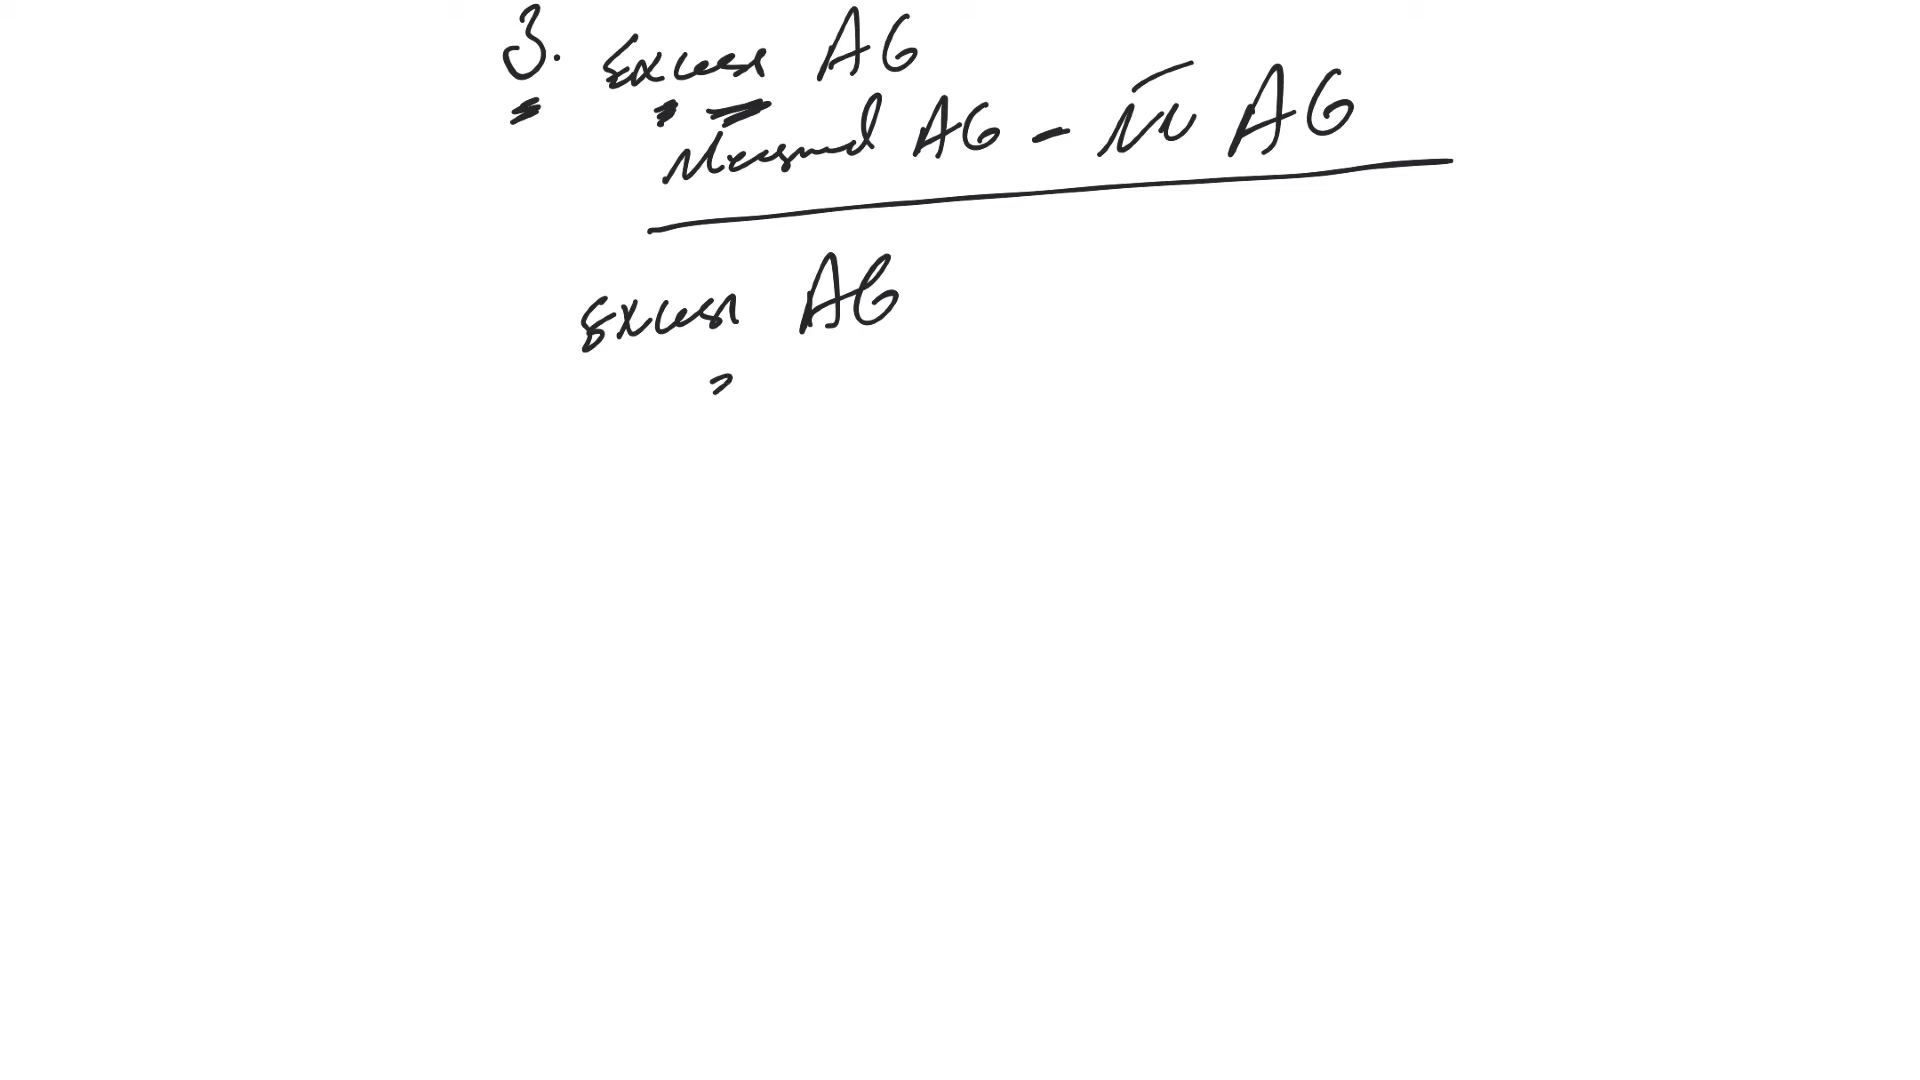 3. Excess AG
Measured AG - Nl AG
Excess AG